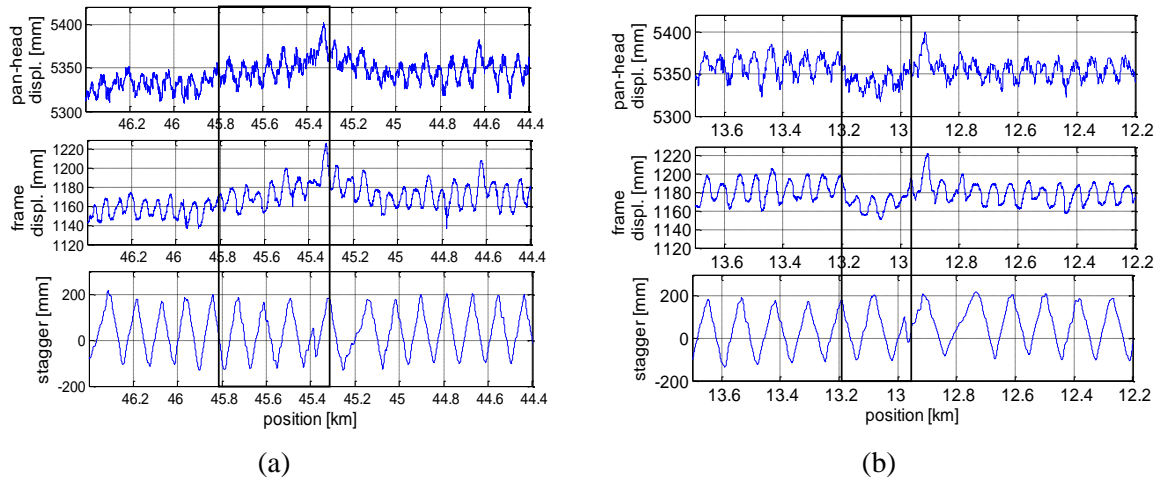 pan-head
displ. [mm]
5400
5350
5300
46.2 46 45.8 45.6 45.4 45.2 45 44.8 44.6 44.4
frame
displ. [mm]
1220
1200
1180
1160
1140
1120
46.2 46 45.8 45.6 45.4 45.2 45 44.8 44.6 44.4
stagger [mm]
200
0
-200
46.2 46 45.8 45.6 45.4 45.2 45 44.8 44.6 44.4
position [km]
(a)
pan-head
displ. [mm]
5400
5350
5300
13.6 13.4 13.2 13 12.8 12.6 12.4 12.2
frame
displ. [mm]
1220
1200
1180
1160
1140
1120
13.6 13.4 13.2 13 12.8 12.6 12.4 12.2
stagger [mm]
200
0
-200
13.6 13.4 13.2 13 12.8 12.6 12.4 12.2
position [km]
(b)